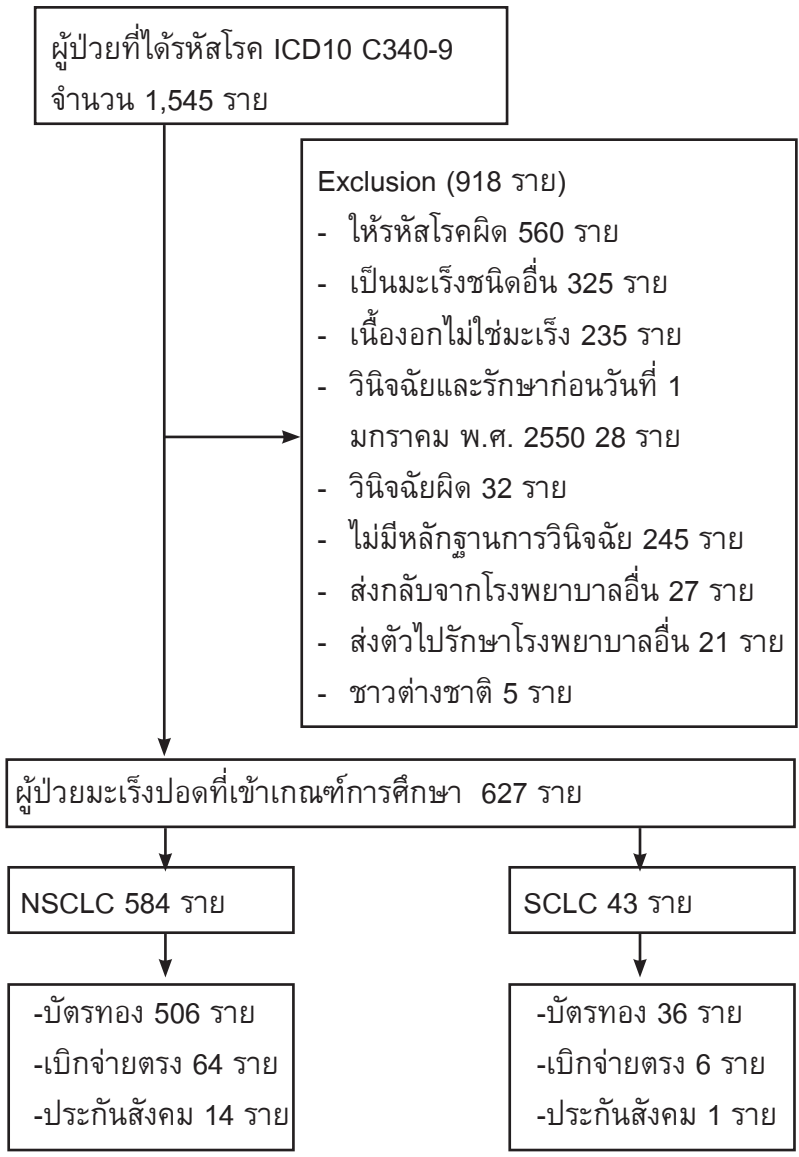 ผู้ป่วยที่ได้รหัสโรค ICD10 C340-9
จำนวน 1,545 ราย
Exclusion (918 ราย)
- ให้รหัสโรคผิด 560 ราย
- เป็นมะเร็งชนิดอื่น 325 ราย
- เนื้องอกไม่ใช่มะเร็ง 235 ราย
- วินิจฉัยและรักษาก่อนวันที่ 1
มกราคม พ.ศ. 2550 28 ราย
- วินิจฉัยผิด 32 ราย
- ไม่มีหลักฐานการวินิจฉัย 245 ราย
- ส่งกลับจากโรงพยาบาลอื่น 27 ราย
- ส่งตัวไปรักษาโรงพยาบาลอื่น 21 ราย
- ชาวต่างชาติ 5 ราย
ผู้ป่วยมะเร็งปอดที่เข้าเกณฑ์การศึกษา 627 ราย
NSCLC 584 ราย
SCLC 43 ราย
-บัตรทอง 506 ราย
-เบิกจ่ายตรง 64 ราย
-ประกันสังคม 14 ราย
-บัตรทอง 36 ราย
-เบิกจ่ายตรง 6 ราย
-ประกันสังคม 1 ราย